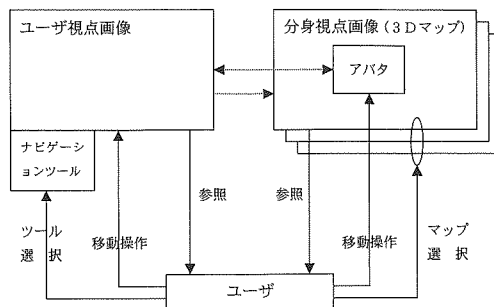 ユーザ視点画像
分身視点画像(3Dマップ)
アバタ
ナビゲーシ
ョンツール
参照
参照
ツール
選択
移動操作
移動操作
マップ
選択
ユーザ